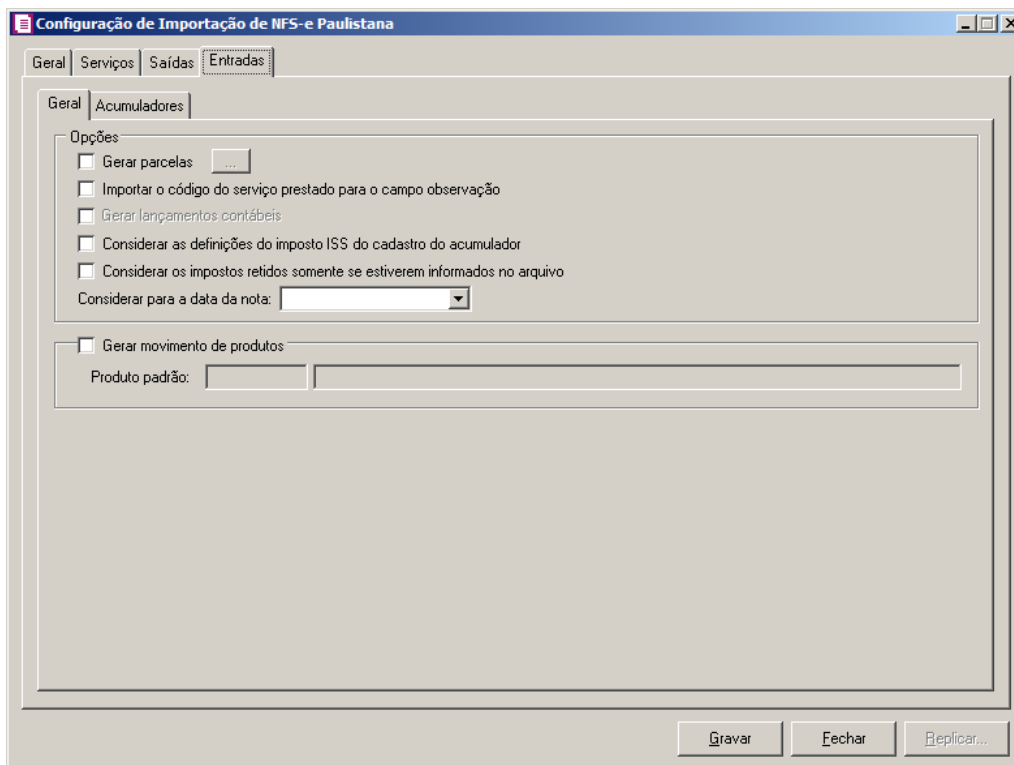 Configuração de Importação de NFS-e Paulistana
Geral Serviços Saídas Entradas
Geral Acumuladores
Opções
Gerar parcelas ...
Importar o código do serviço prestado para o campo observação
Gerar lançamentos contábeis
Considerar as definições do imposto ISS do cadastro do acumulador
Considerar os impostos retidos somente se estiverem informados no arquivo
Considerar para a data da nota:
Gerar movimento de produtos
Produto padrão:
Gravar Fechar Replicar...